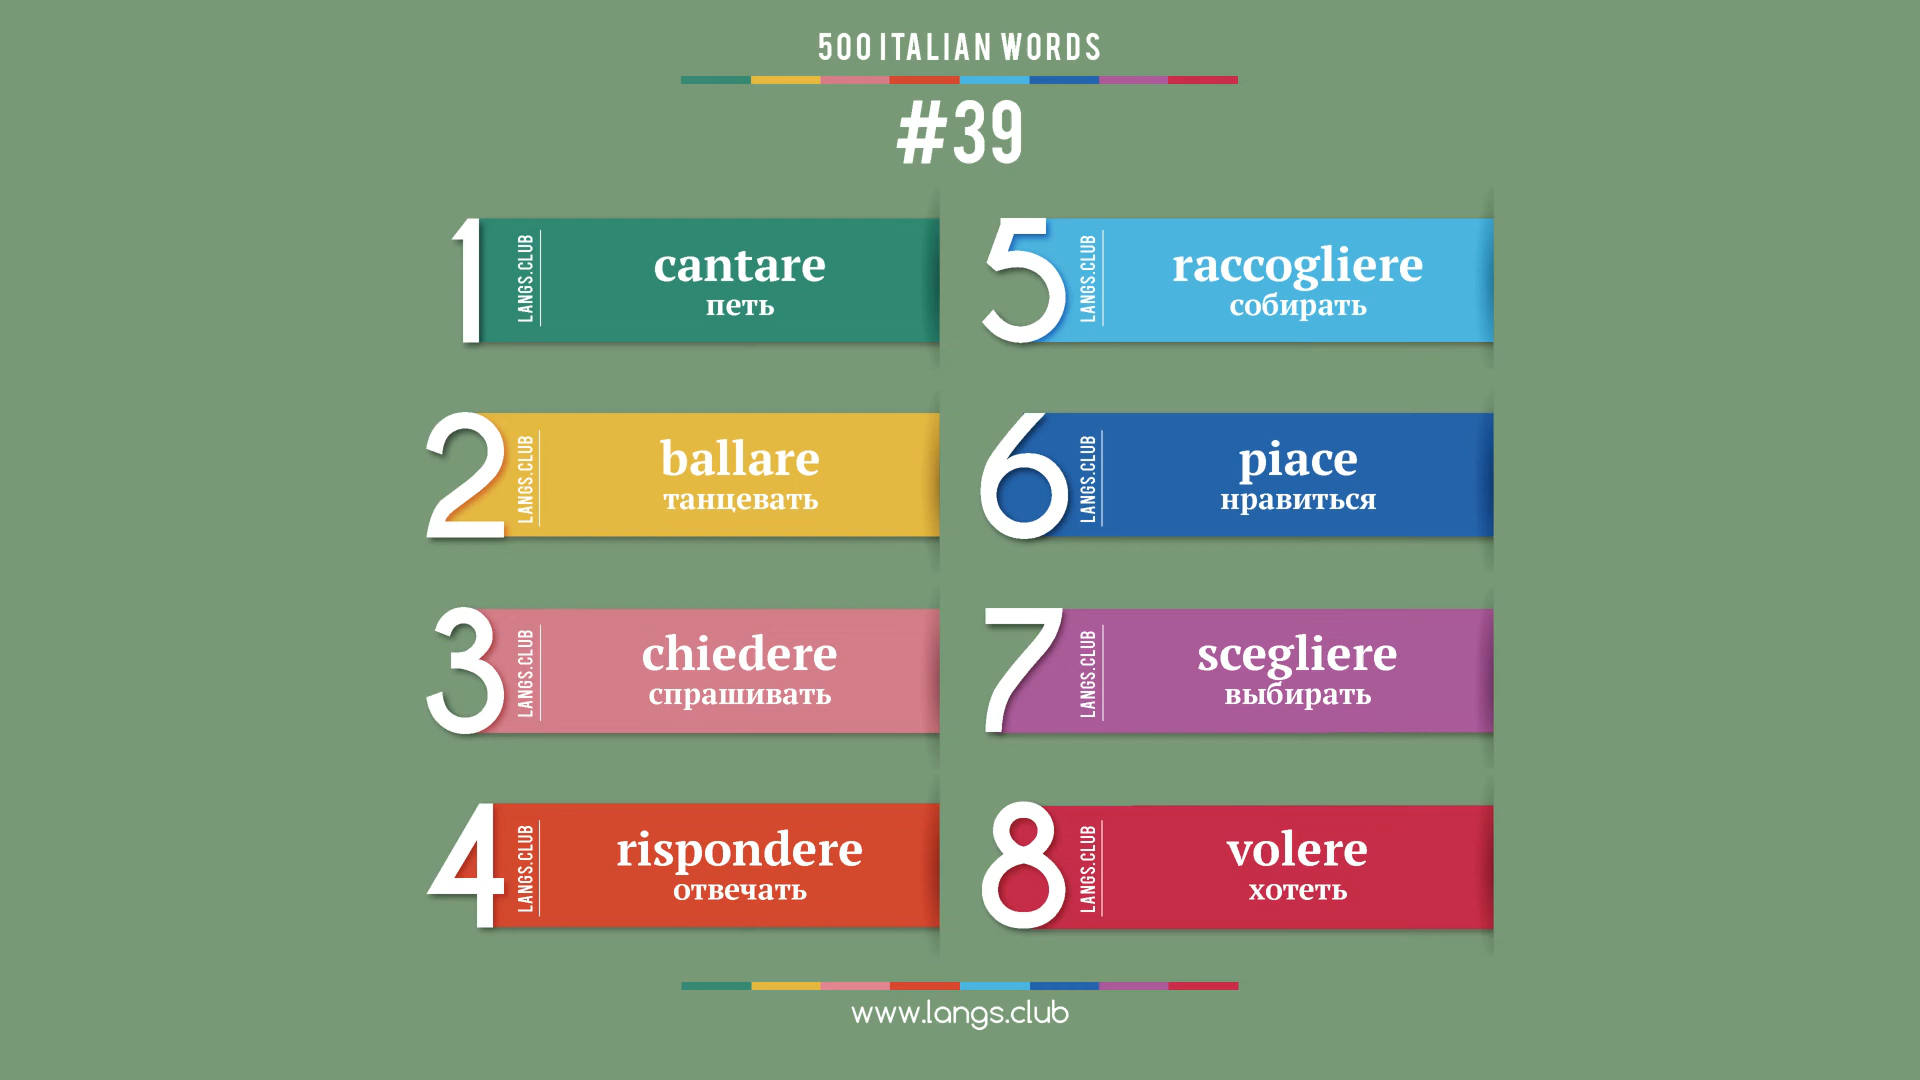 500 ITALIAN WORDS
#39
1
LANGS.CLUB
cantare
петь
2
LANGS.CLUB
ballare
танцевать
3
LANGS.CLUB
chiedere
спрашивать
4
LANGS.CLUB
rispondere
отвечать
5
LANGS.CLUB
raccogliere
собирать
6
LANGS.CLUB
piace
нравиться
7
LANGS.CLUB
scegliere
выбирать
8
LANGS.CLUB
volere
хотеть
www.langs.club